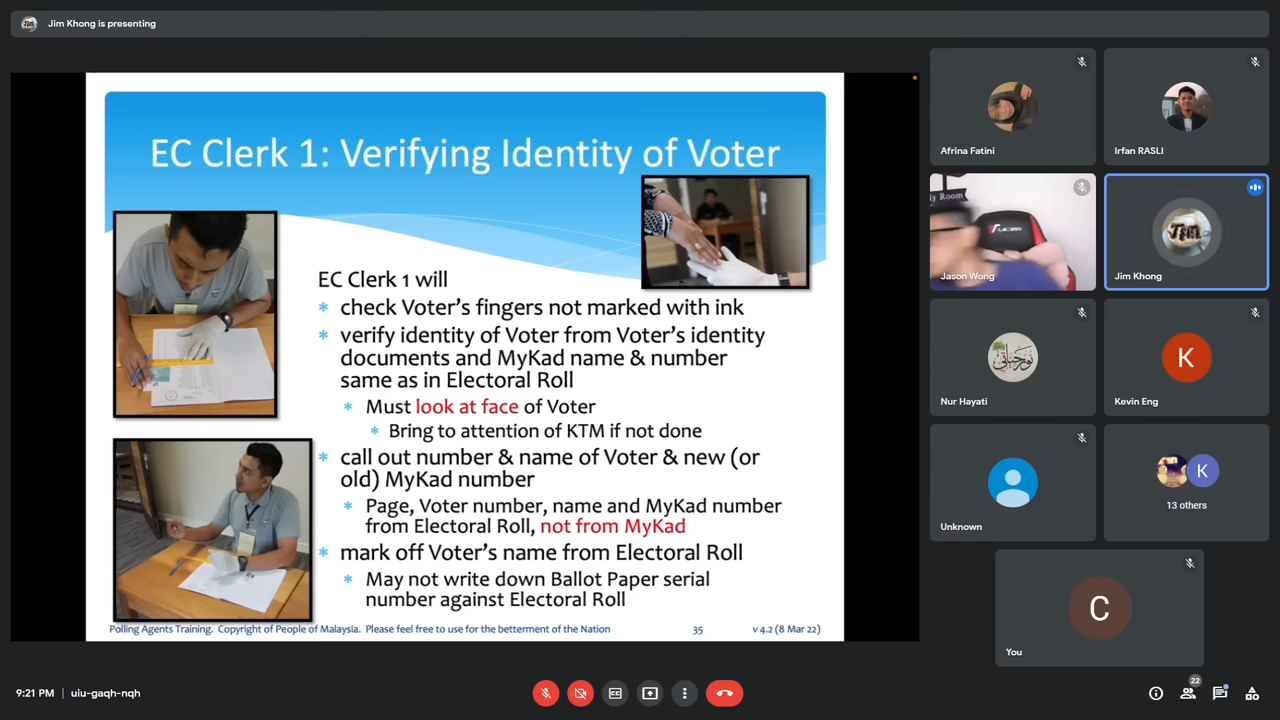 Jim Khong is presenting
EC Clerk 1: Verifying Identity of Voter
EC Clerk 1 will
* check Voter's fingers not marked with ink
* verify identity of Voter from Voter's identity
documents and MyKad name & number
same as in Electoral Roll
* Must look at face of Voter
* Bring to attention of KTM if not done
* call out number & name of Voter & new (or
old) MyKad number
* Page, Voter number, name and MyKad number
from Electoral Roll, not from MyKad
* mark off Voter's name from Electoral Roll
* May not write down Ballot Paper serial
number against Electoral Roll
Polling Agents Training. Copyright of People of Malaysia. Please feel free to use for the betterment of the Nation
35
v 4.2 (8 Mar 22)
Afrina Fatini
Irfan RASLI
My Room
Jason Wong
Jim
Jim Khong
Nur Hayati
K
Kevin Eng
Unknown
K
13 others
C
You
9:21 PM | uiu-gaqh-nqh
22